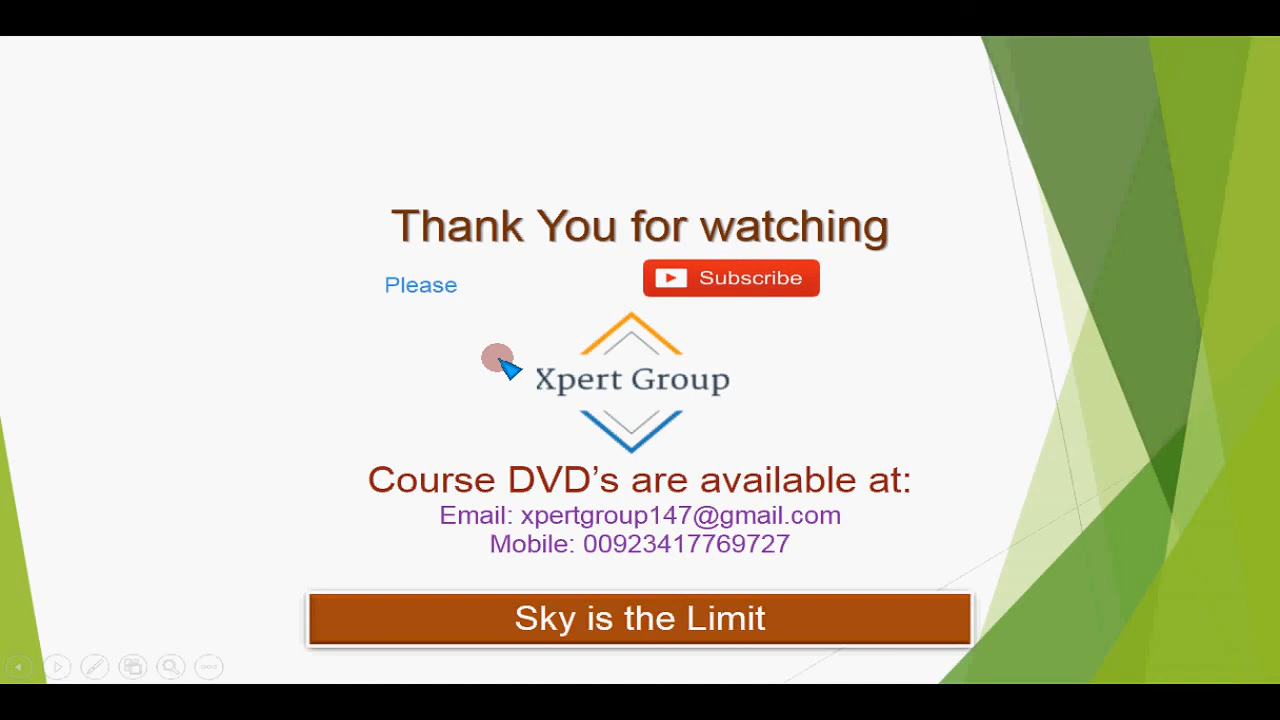 Thank You for watching
Please Subscribe
Xpert Group
Course DVD’s are available at:
Email: xpertgroup147@gmail.com
Mobile: 00923417769727
Sky is the Limit